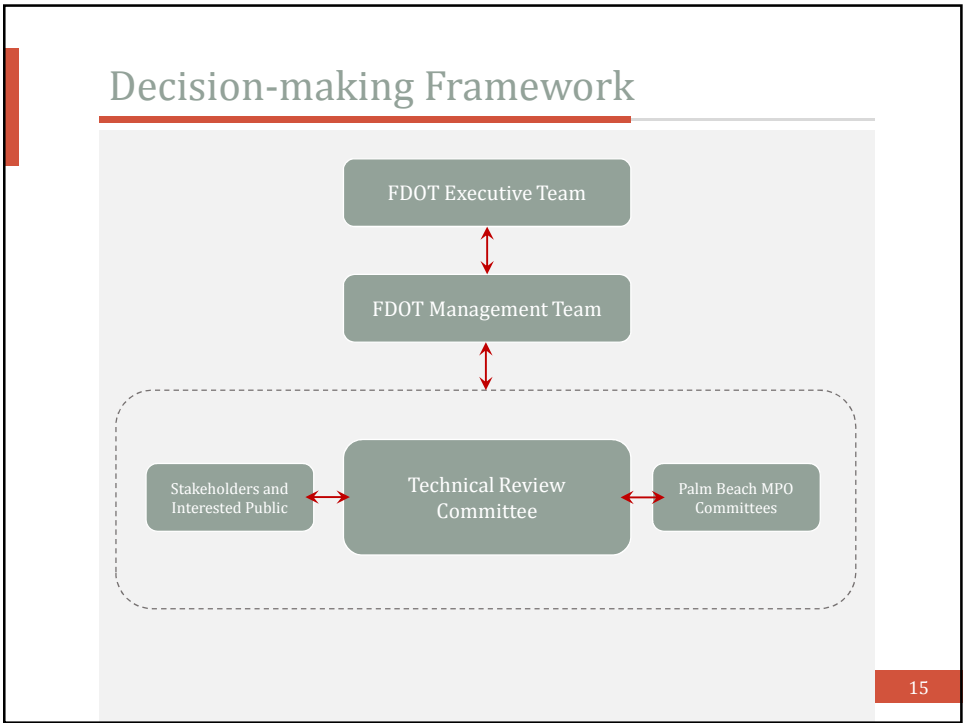 Decision-making Framework
FDOT Executive Team
FDOT Management Team
Stakeholders and
Interested Public
Technical Review
Committee
Palm Beach MPO
Committees
15